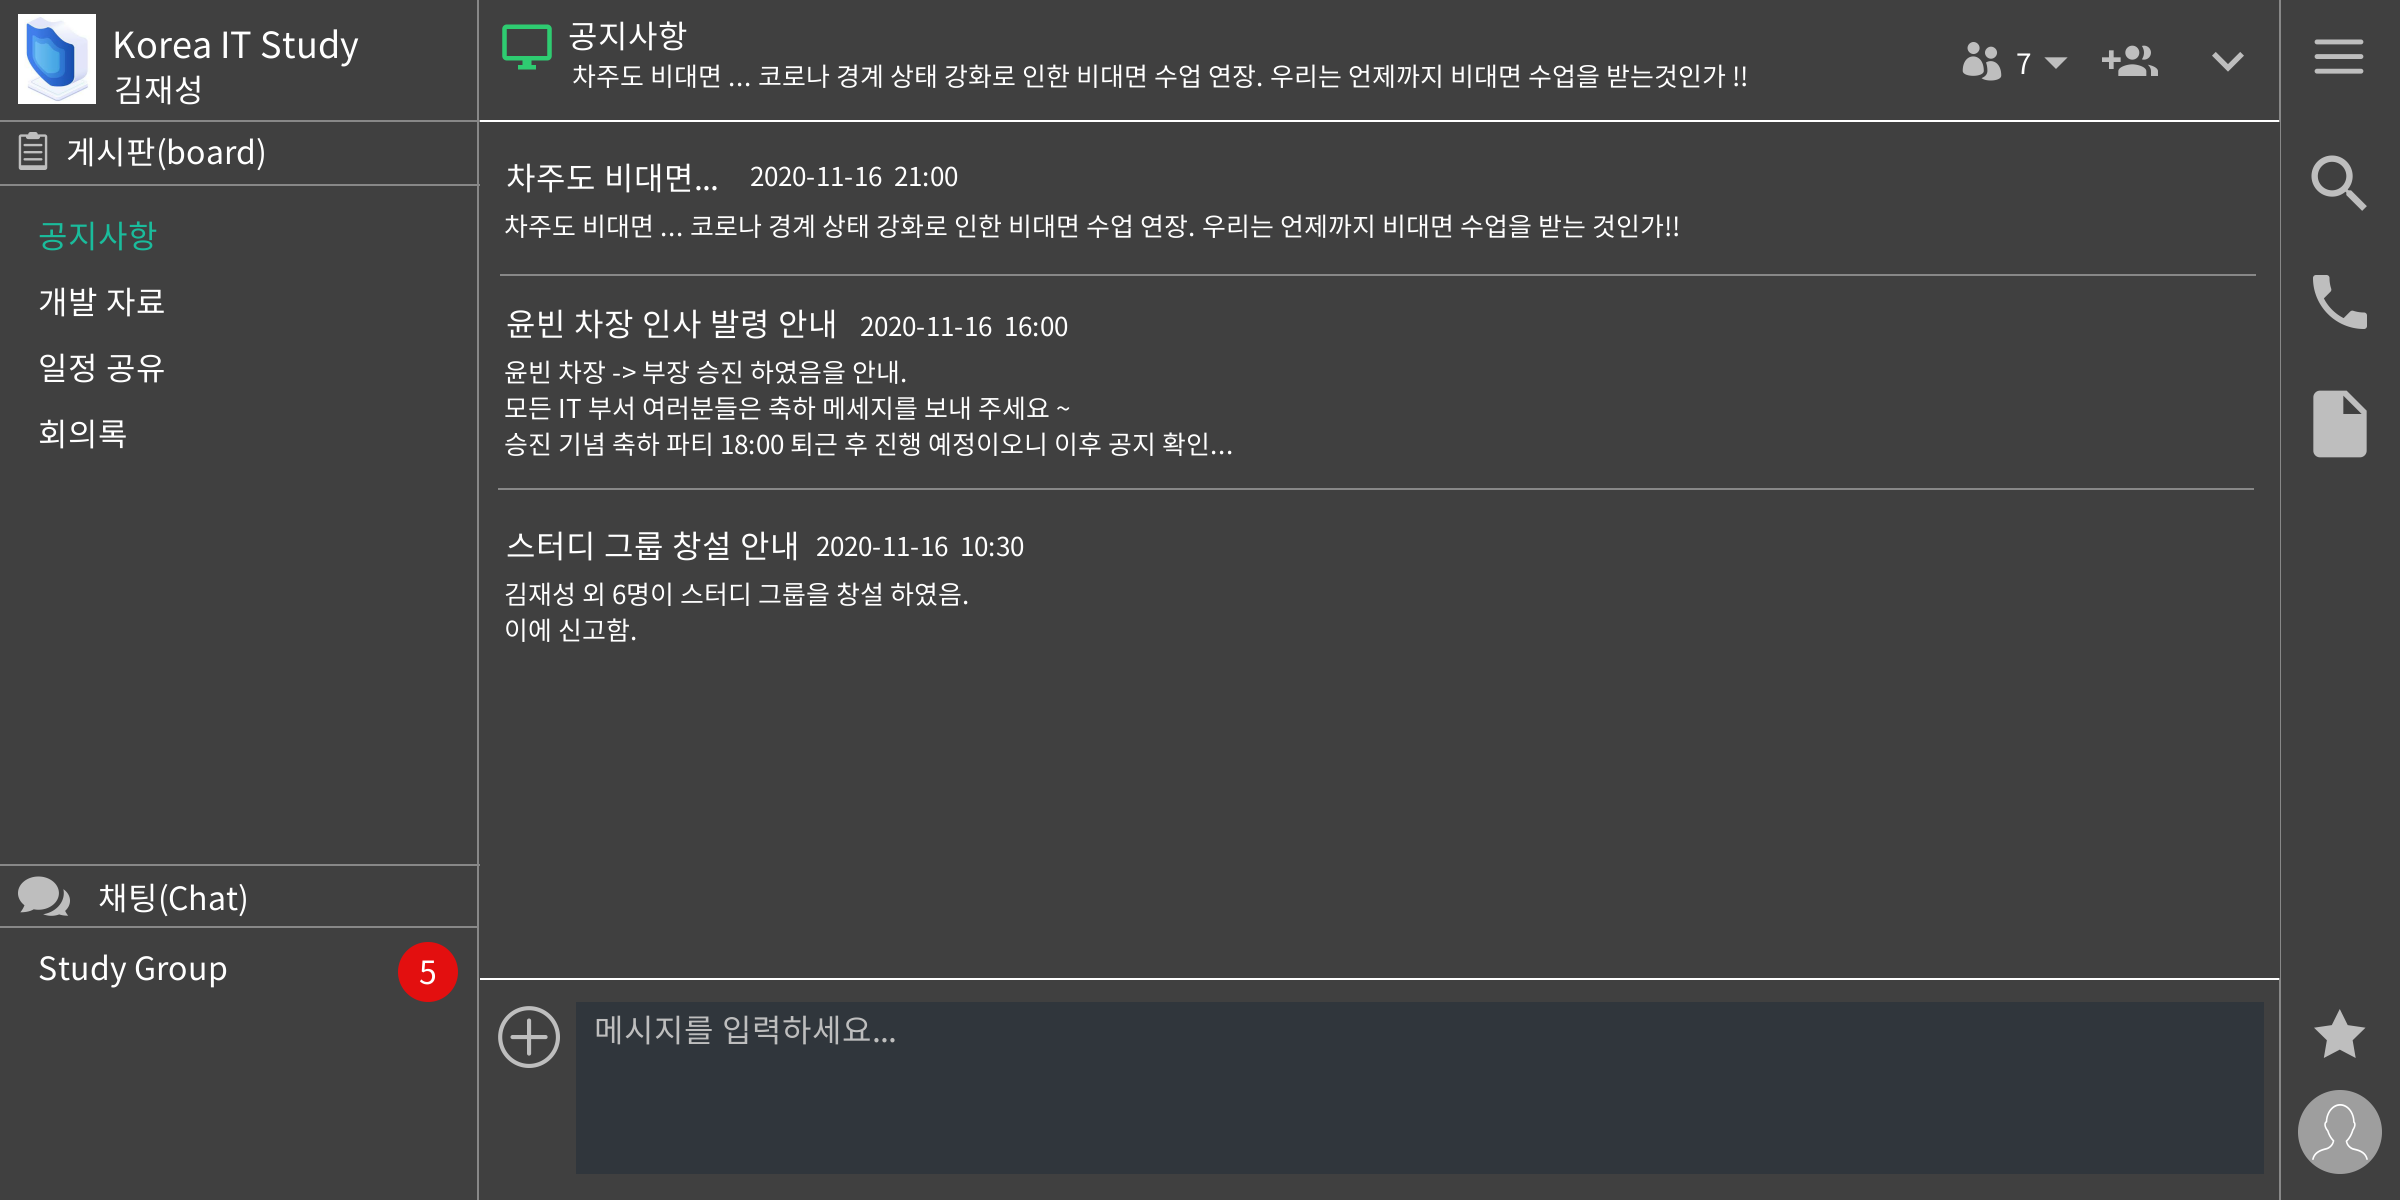 Korea IT Study
김재성
게시판(board)
공지사항
개발 자료
일정 공유
회의록
채팅(Chat)
Study Group
5
공지사항
차주도 비대면 ... 코로나 경계 상태 강화로 인한 비대면 수업 연장. 우리는 언제까지 비대면 수업을 받는것인가 !!
7
차주도 비대면... 2020-11-16 21:00
차주도 비대면 ... 코로나 경계 상태 강화로 인한 비대면 수업 연장. 우리는 언제까지 비대면 수업을 받는 것인가!!
윤빈 차장 인사 발령 안내 2020-11-16 16:00
윤빈 차장 -> 부장 승진 하였음을 안내.
모든 IT 부서 여러분들은 축하 메세지를 보내 주세요 ~
승진 기념 축하 파티 18:00 퇴근 후 진행 예정이오니 이후 공지 확인...
스터디 그룹 창설 안내 2020-11-16 10:30
김재성 외 6명이 스터디 그룹을 창설 하였음.
이에 신고함.
메시지를 입력하세요...